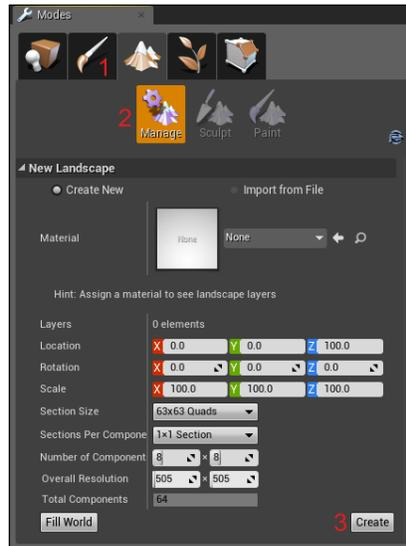 Modes ×
1
2
Manage Sculpt Paint
New Landscape
Create New Import from File
Material None None
Hint: Assign a material to see landscape layers
Layers 0 elements
Location X 0.0 Y 0.0 Z 100.0
Rotation X 0.0 Y 0.0 Z 0.0
Scale X 100.0 Y 100.0 Z 100.0
Section Size 63x63 Quads
Sections Per Compone 1×1 Section
Number of Component 8 × 8
Overall Resolution 505 × 505
Total Components 64
Fill World 3 Create